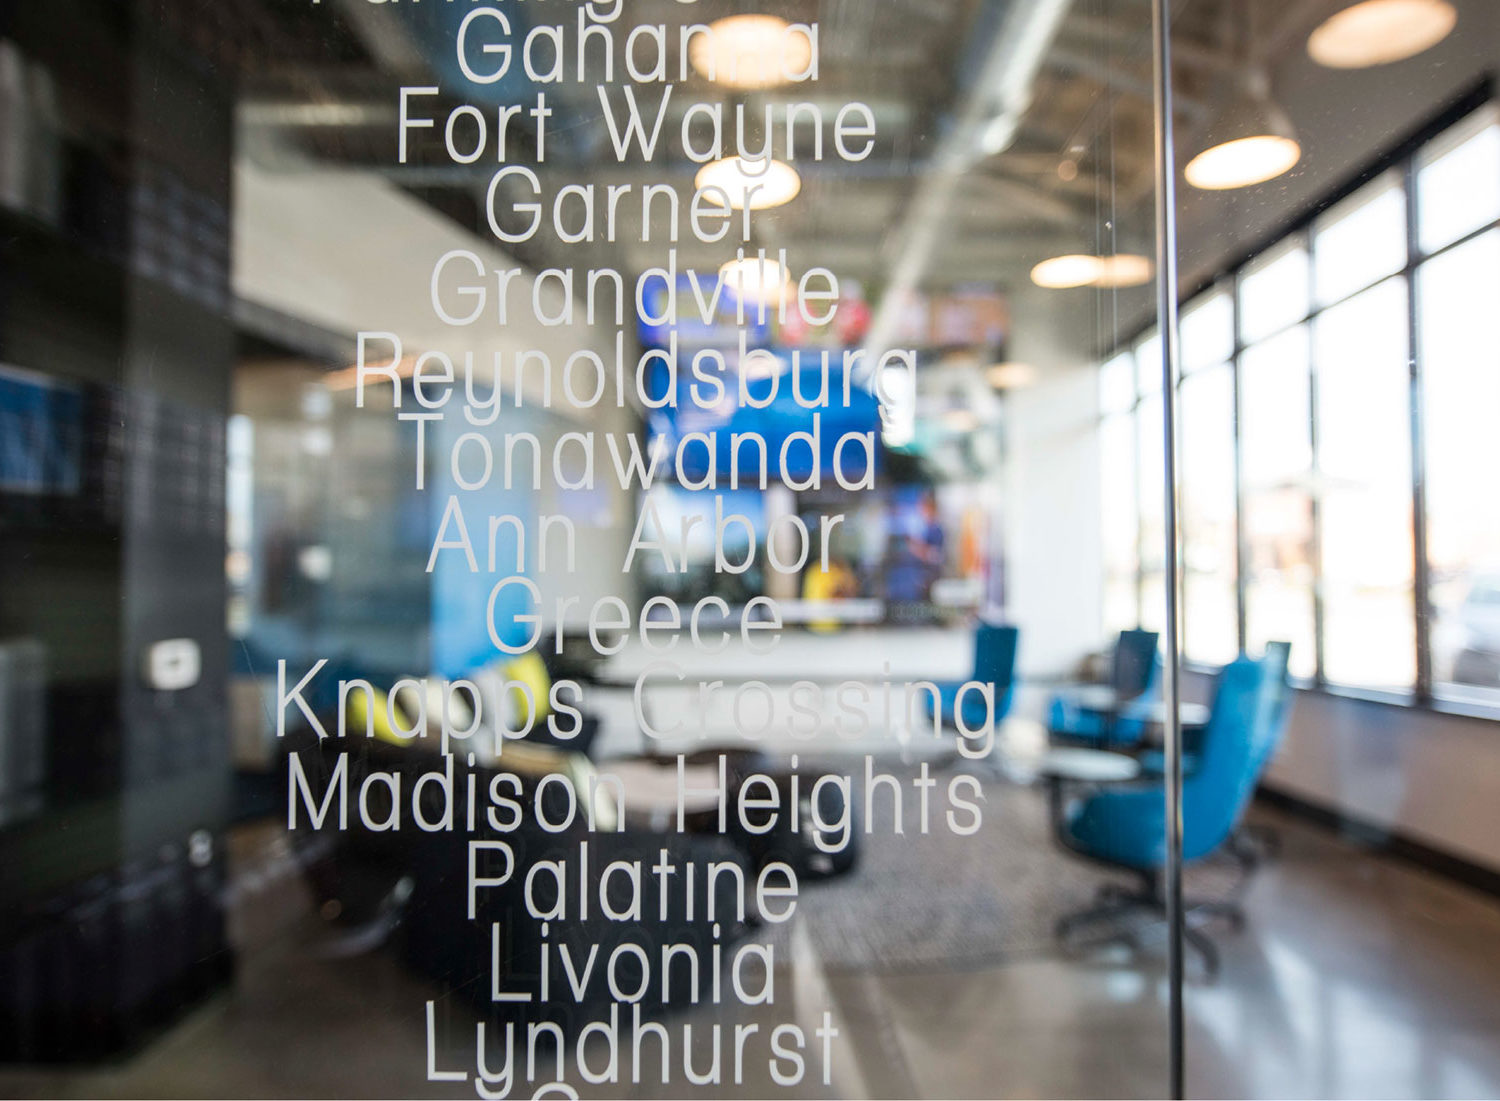 Gahanna
Fort Wayne
Garner
Grandville
Reynoldsburg
Tonawanda
Ann Arbor
Greece
Knapps Crossing
Madison Heights
Palatine
Livonia
Lyndhurst